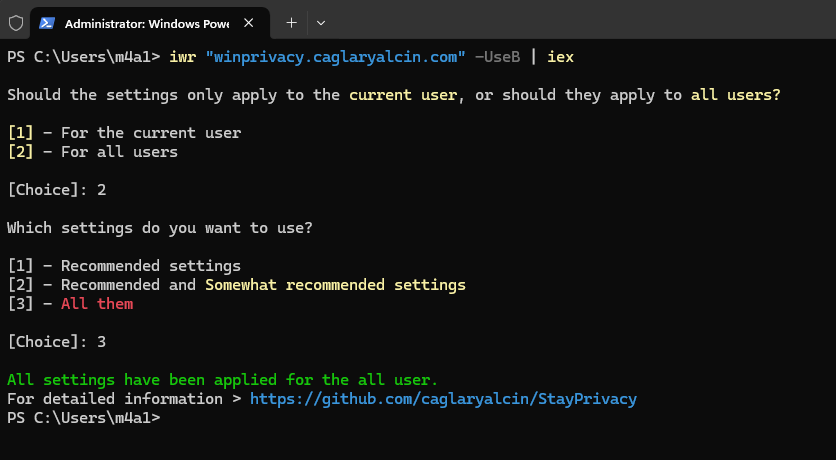 Administrator: Windows Powe
PS C:\Users\m4a1> iwr "winprivacy.caglaryalcin.com" -UseB | iex
Should the settings only apply to the current user, or should they apply to all users?
[1] - For the current user
[2] - For all users
[Choice]: 2
Which settings do you want to use?
[1] - Recommended settings
[2] - Recommended and Somewhat recommended settings
[3] - All them
[Choice]: 3
All settings have been applied for the all user.
For detailed information > https://github.com/caglaryalcin/StayPrivacy
PS C:\Users\m4a1>